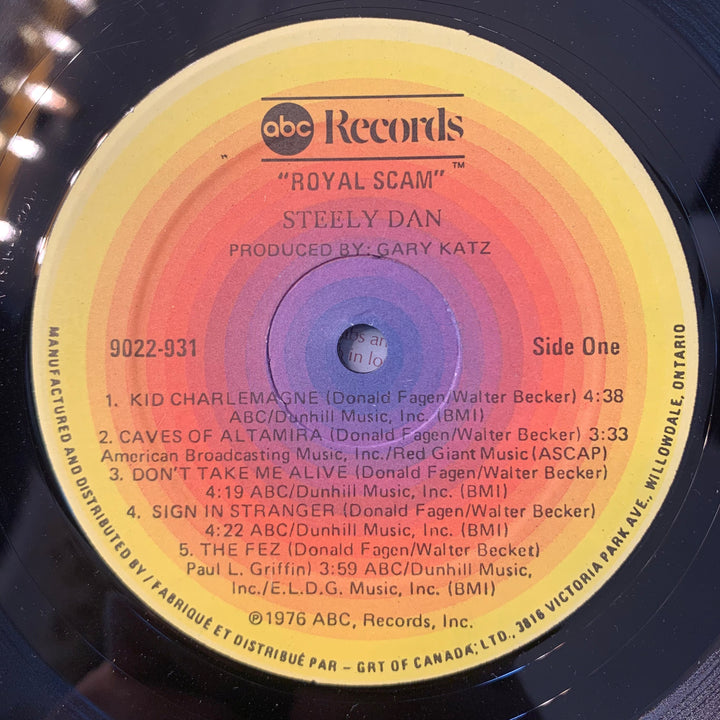 abc Records
"ROYAL SCAM"™
STEELY DAN
PRODUCED BY: GARY KATZ
9022-931
Side One
1. KID CHARLEMAGNE (Donald Fagen/Walter Becker) 4:38
ABC/Dunhill Music, Inc. (BMI)
2. CAVES OF ALTAMIRA (Donald Fagen/Walter Becker) 3:33
American Broadcasting Music, Inc./Red Giant Music (ASCAP)
3. DON'T TAKE ME ALIVE (Donald Fagen/Walter Becker)
4:19 ABC/Dunhill Music, Inc. (BMI)
4. SIGN IN STRANGER (Donald Fagen/Walter Becker)
4:22 ABC/Dunhill Music, Inc. (BMI)
5. THE FEZ (Donald Fagen/Walter Becker)
Paul L. Griffin) 3:59 ABC/Dunhill Music,
Inc./E.L.D.G. Music, Inc. (BMI)
℗1976 ABC, Records, Inc.
MANUFACTURED AND DISTRIBUTED BY/FABRIQUÉ ET DISTRIBUÉ PAR – GRT OF CANADA, LTD., 3816 VICTORIA PARK AVE., WILLOWDALE, ONTARIO